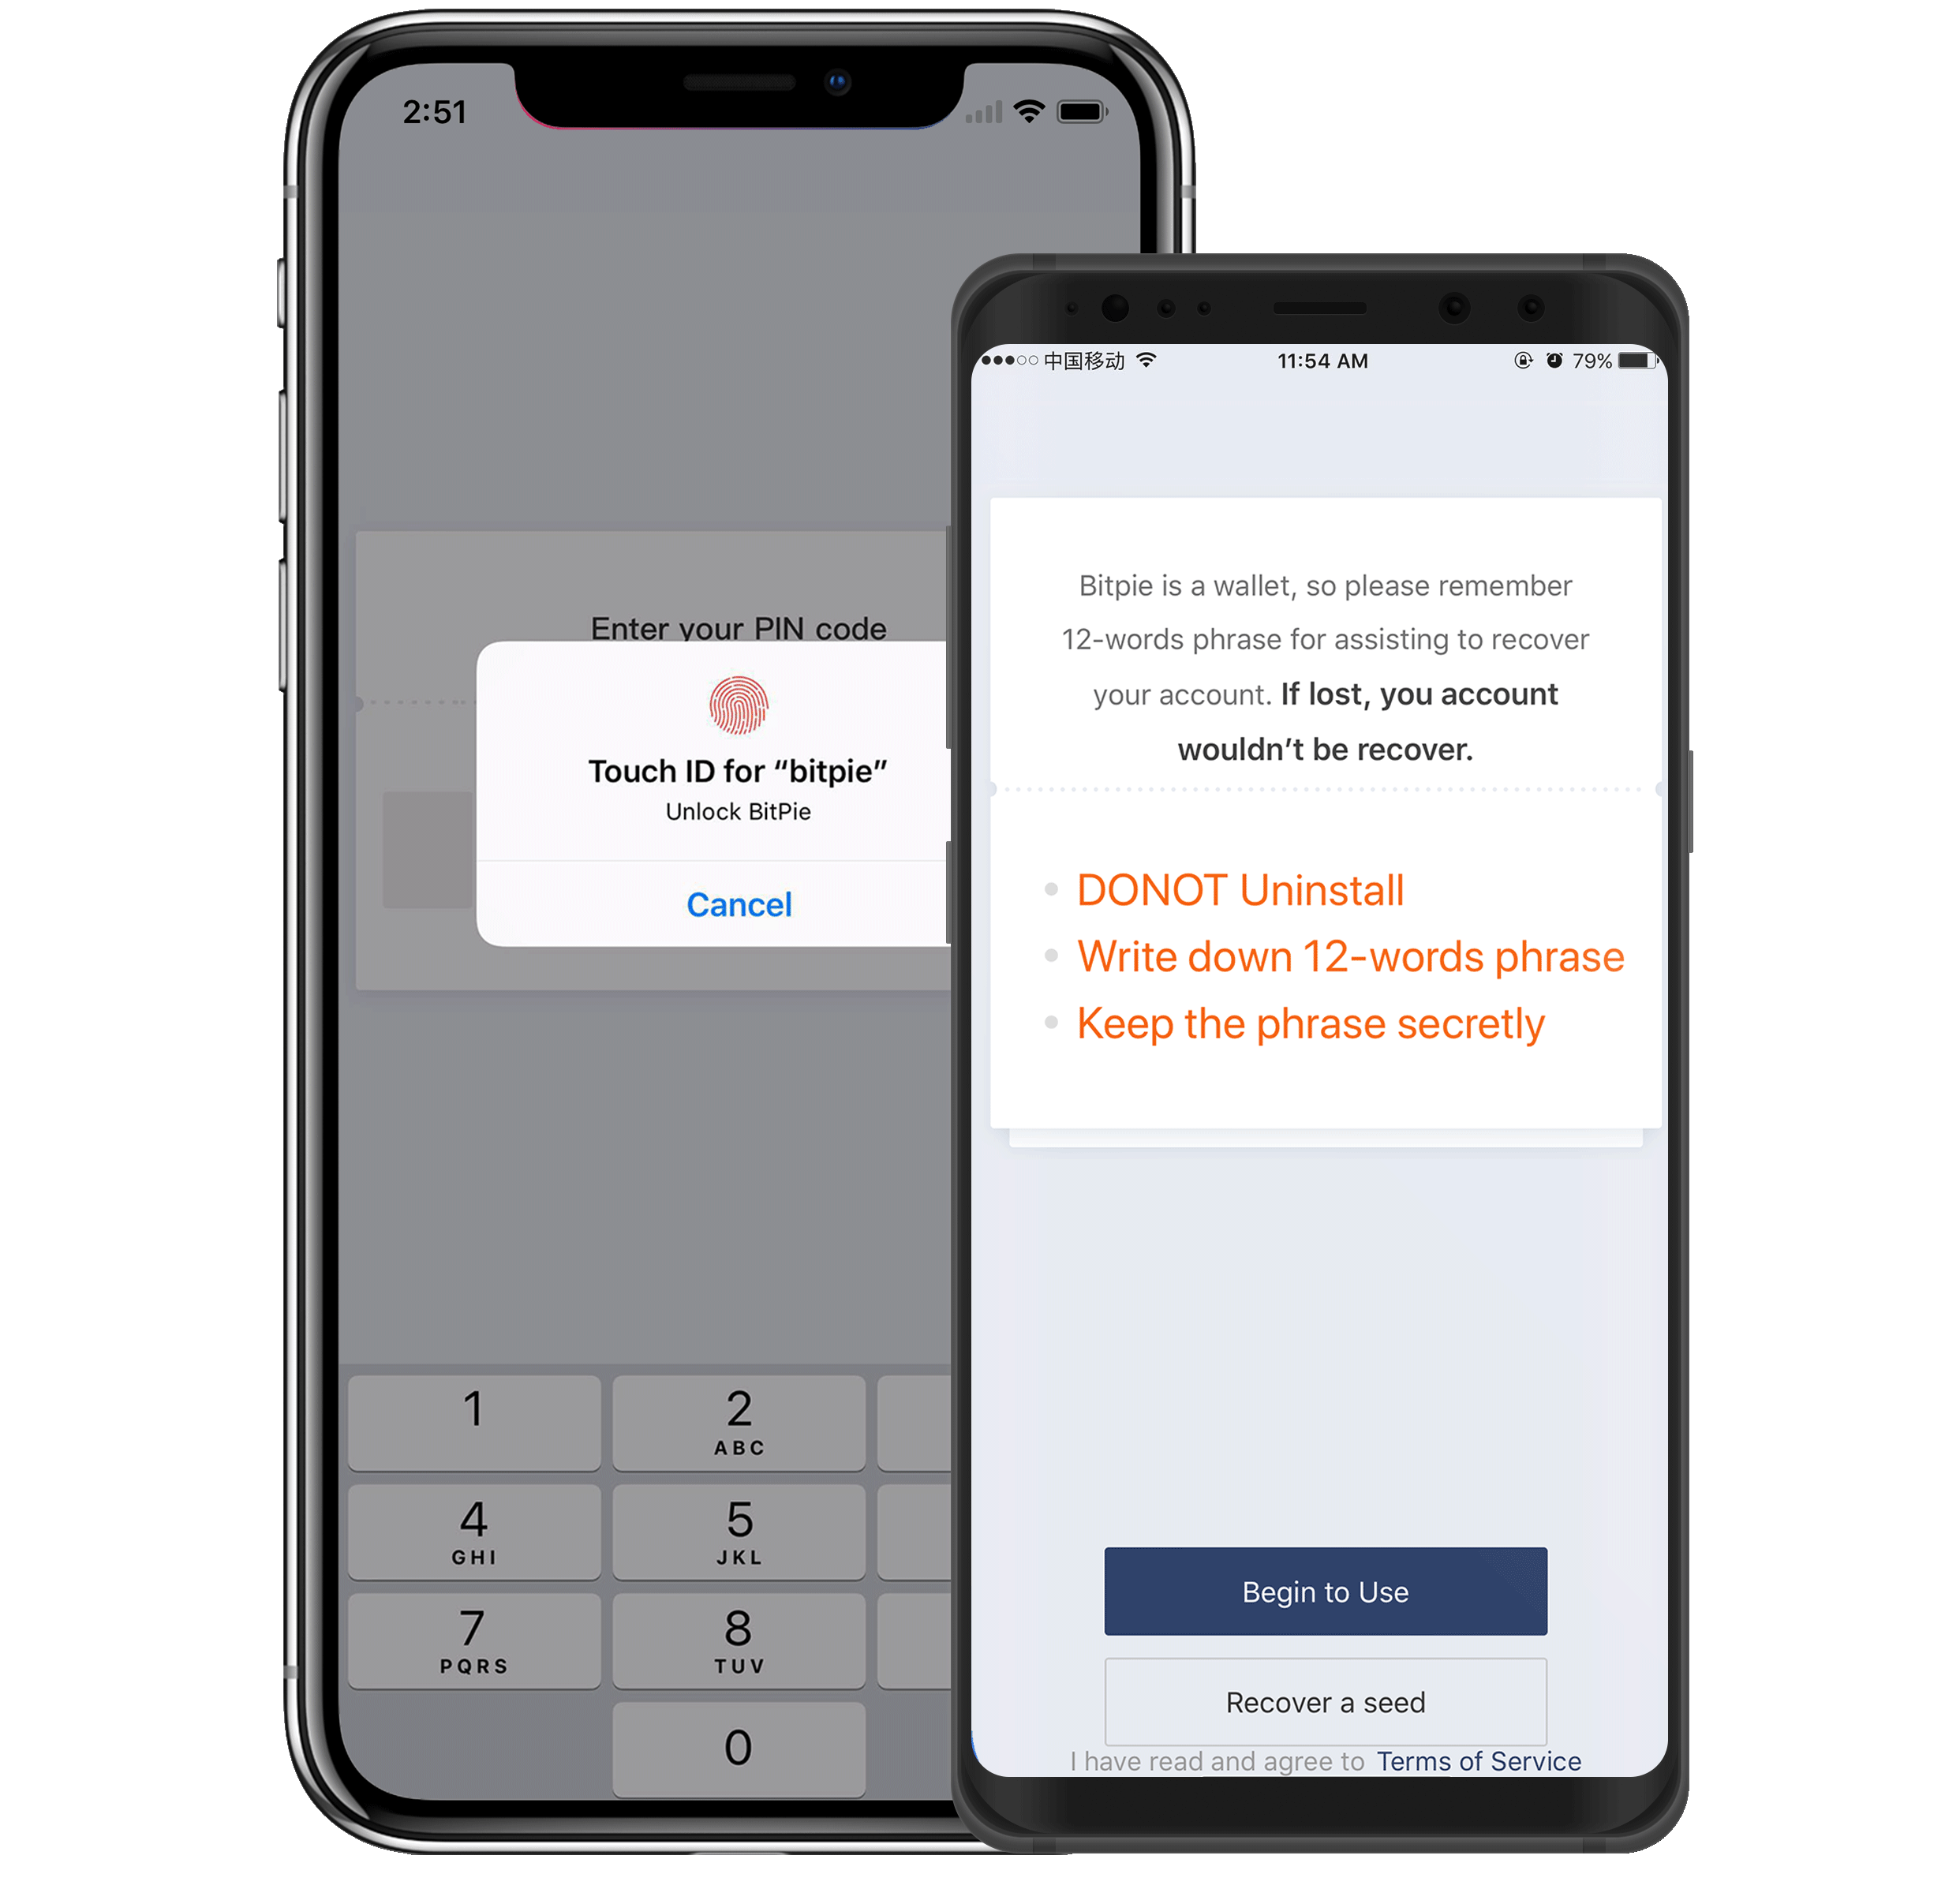 2:51
Enter your PIN code
Touch ID for “bitpie”
Unlock BitPie
Cancel
1
2
ABC
4
GHI
5
JKL
7
PQRS
8
TUV
0
中国移动
11:54 AM
79%
Bitpie is a wallet, so please remember
12-words phrase for assisting to recover
your account. If lost, you account
wouldn’t be recover.
DONOT Uninstall
Write down 12-words phrase
Keep the phrase secretly
Begin to Use
Recover a seed
I have read and agree to Terms of Service